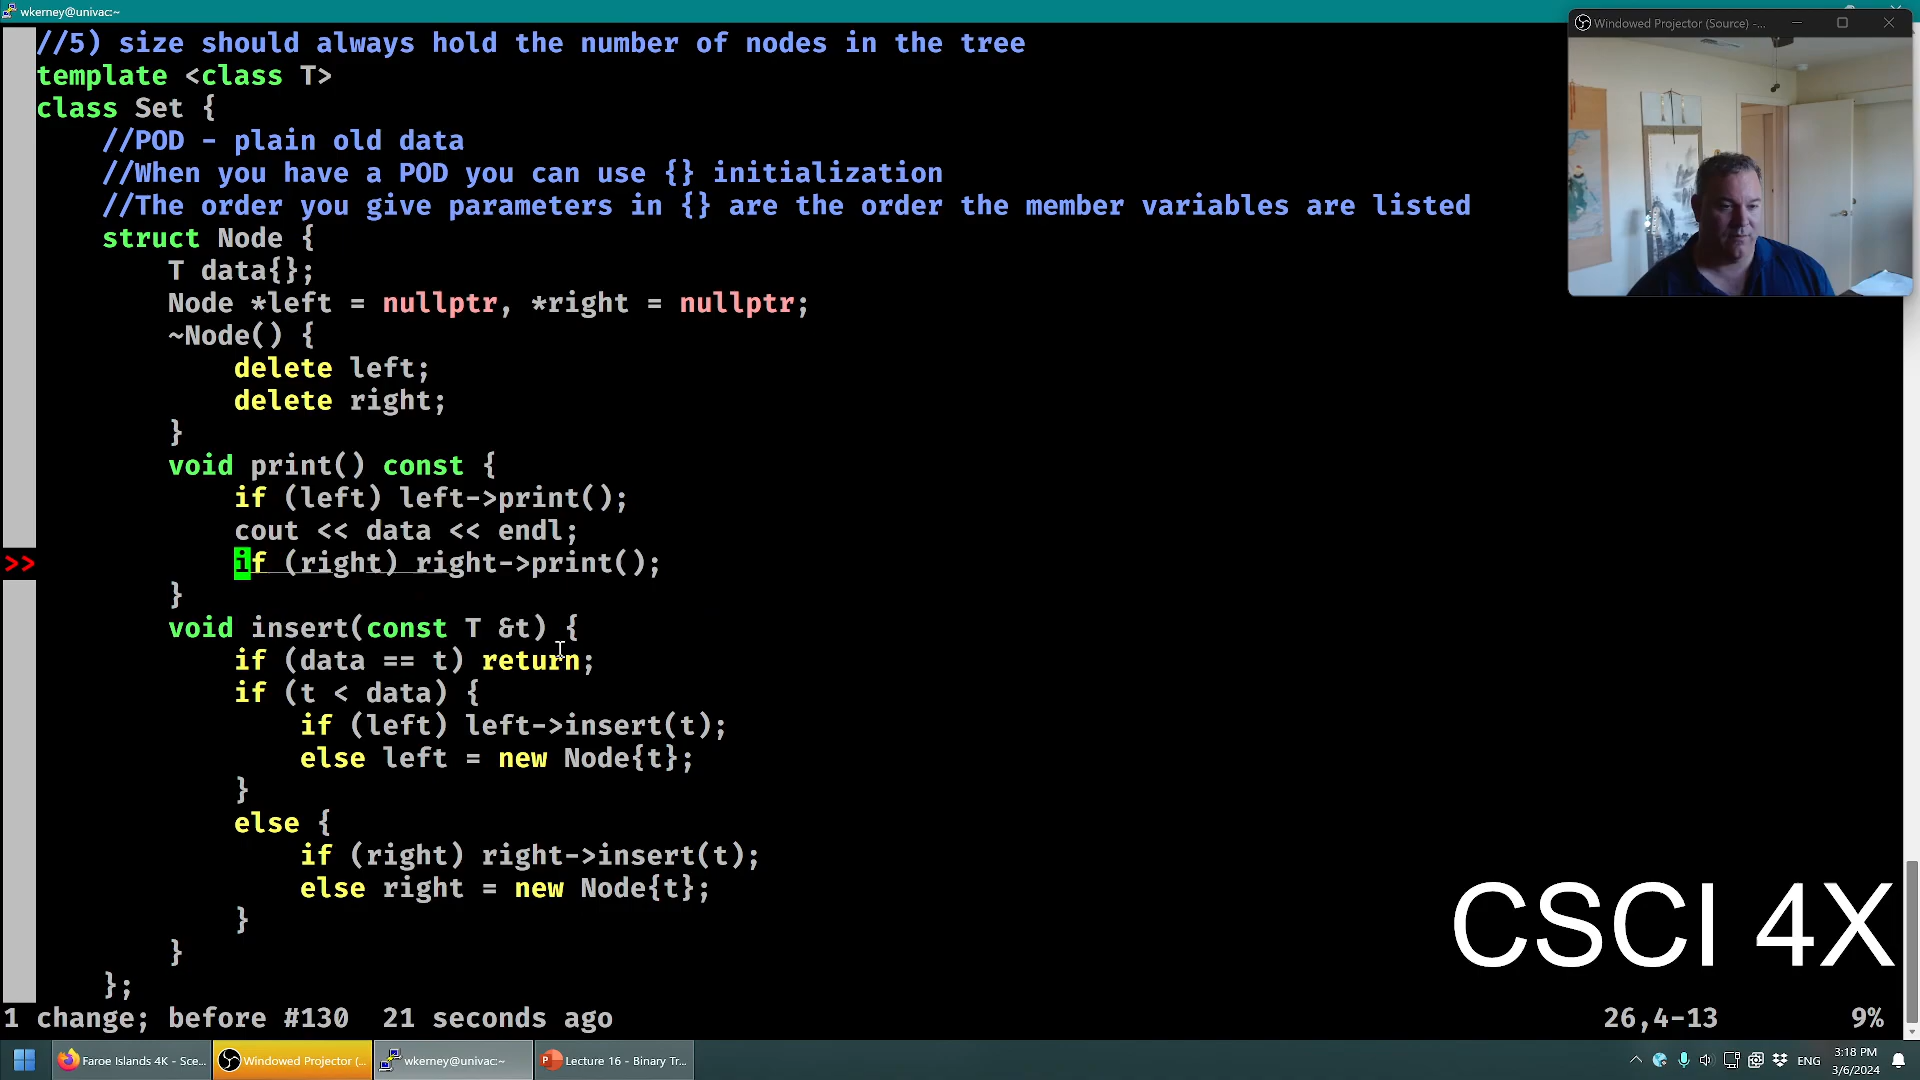 wkerney@univac:~
Windowed Projector (Source) -...
//5) size should always hold the number of nodes in the tree
template <class T>
class Set {
//POD - plain old data
//When you have a POD you can use {} initialization
//The order you give parameters in {} are the order the member variables are listed
struct Node {
T data{};
Node *left = nullptr, *right = nullptr;
~Node() {
delete left;
delete right;
}
void print() const {
if (left) left->print();
cout << data << endl;
>> if (right) right->print();
}
void insert(const T &t) {
if (data == t) return;
if (t < data) {
if (left) left->insert(t);
else left = new Node{t};
}
else {
if (right) right->insert(t);
else right = new Node{t};
}
}
};
CSCI 4X
1 change; before #130 21 seconds ago 26,4-13 9%
Faroe Islands 4K - Sce... Windowed Projector (... wkerney@univac:~ Lecture 16 - Binary Tr... ENG 3:18 PM
3/6/2024